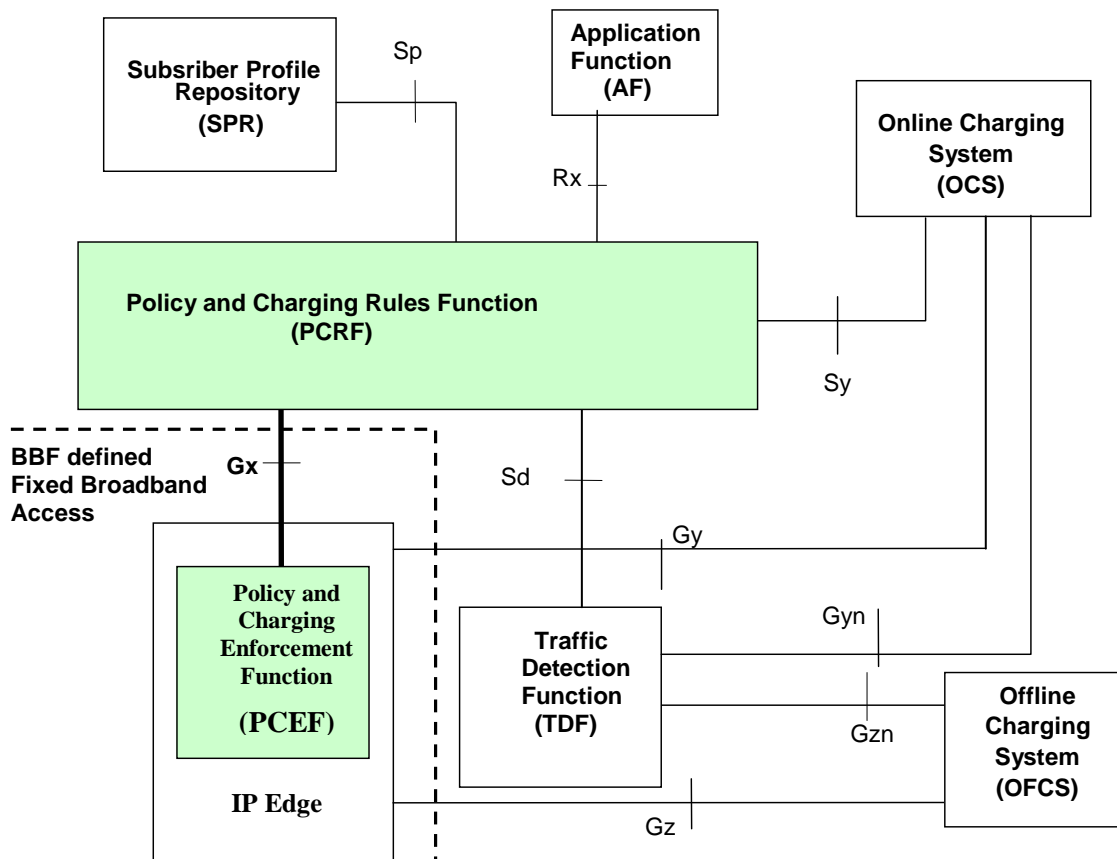 Subsriber Profile
Repository
(SPR)
Sp
Application
Function
(AF)
Rx
Online Charging
System
(OCS)
Policy and Charging Rules Function
(PCRF)
Sy
BBF defined
Fixed Broadband
Access
Gx
Sd
Gy
Policy and
Charging
Enforcement
Function
(PCEF)
IP Edge
Traffic
Detection
Function
(TDF)
Gyn
Gzn
Gz
Offline
Charging
System
(OFCS)